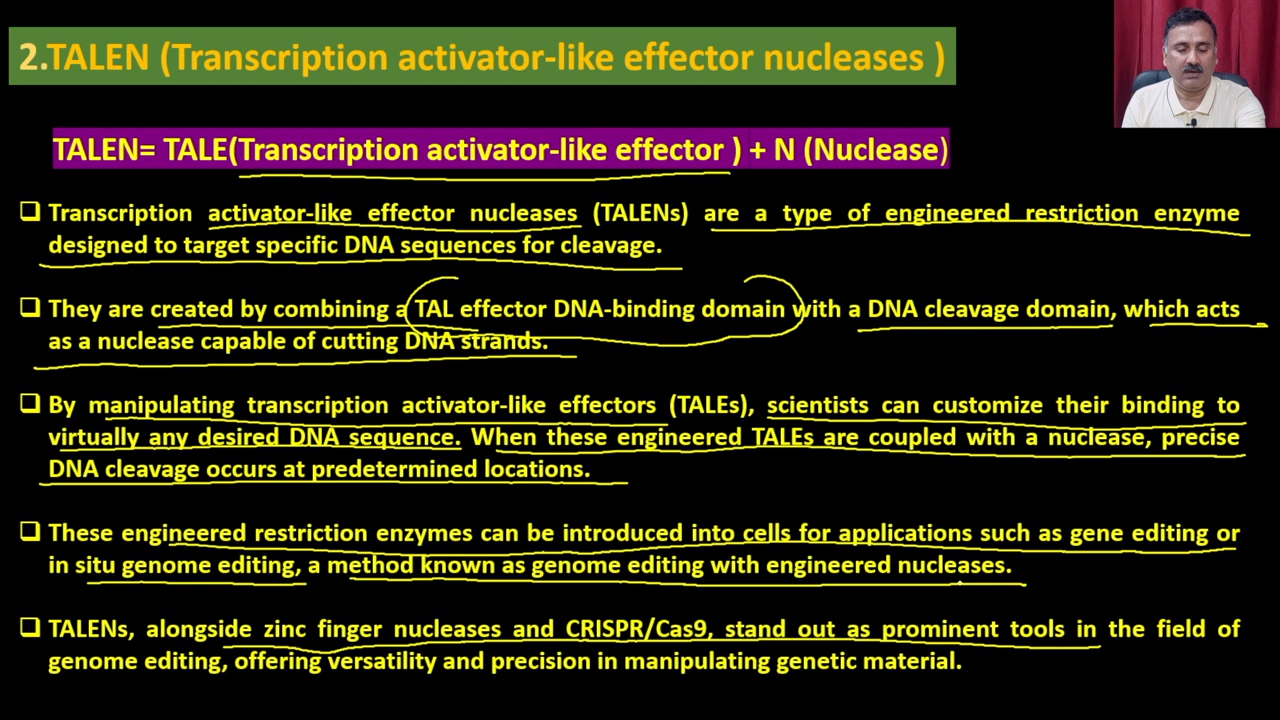 2.TALEN (Transcription activator-like effector nucleases )
TALEN= TALE(Transcription activator-like effector ) + N (Nuclease)
❑ Transcription activator-like effector nucleases (TALENs) are a type of engineered restriction enzyme
designed to target specific DNA sequences for cleavage.
❑ They are created by combining a TAL effector DNA-binding domain with a DNA cleavage domain, which acts
as a nuclease capable of cutting DNA strands.
❑ By manipulating transcription activator-like effectors (TALEs), scientists can customize their binding to
virtually any desired DNA sequence. When these engineered TALEs are coupled with a nuclease, precise
DNA cleavage occurs at predetermined locations.
❑ These engineered restriction enzymes can be introduced into cells for applications such as gene editing or
in situ genome editing, a method known as genome editing with engineered nucleases.
❑ TALENs, alongside zinc finger nucleases and CRISPR/Cas9, stand out as prominent tools in the field of
genome editing, offering versatility and precision in manipulating genetic material.